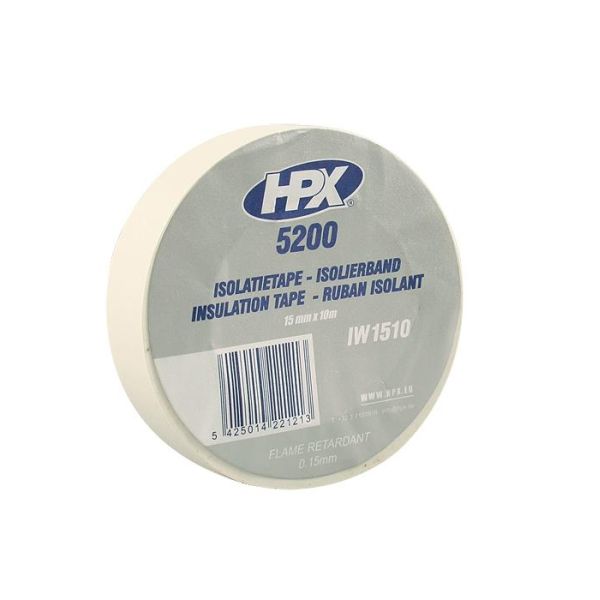 HPX®
5200
ISOLATIETAPE - ISOLIERBAND
INSULATION TAPE - RUBAN ISOLANT
15 mm x 10m
IW1510
5 425014 221213
WWW.HPX.EU
FLAME RETARDANT
0.15mm